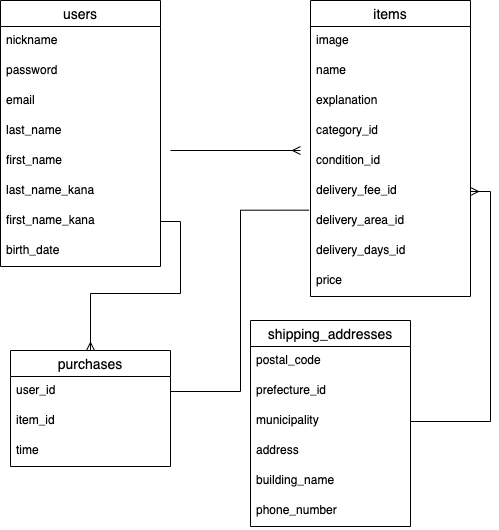 users
nickname
password
email
last_name
first_name
last_name_kana
first_name_kana
birth_date
items
image
name
explanation
category_id
condition_id
delivery_fee_id
delivery_area_id
delivery_days_id
price
purchases
user_id
item_id
time
shipping_addresses
postal_code
prefecture_id
municipality
address
building_name
phone_number